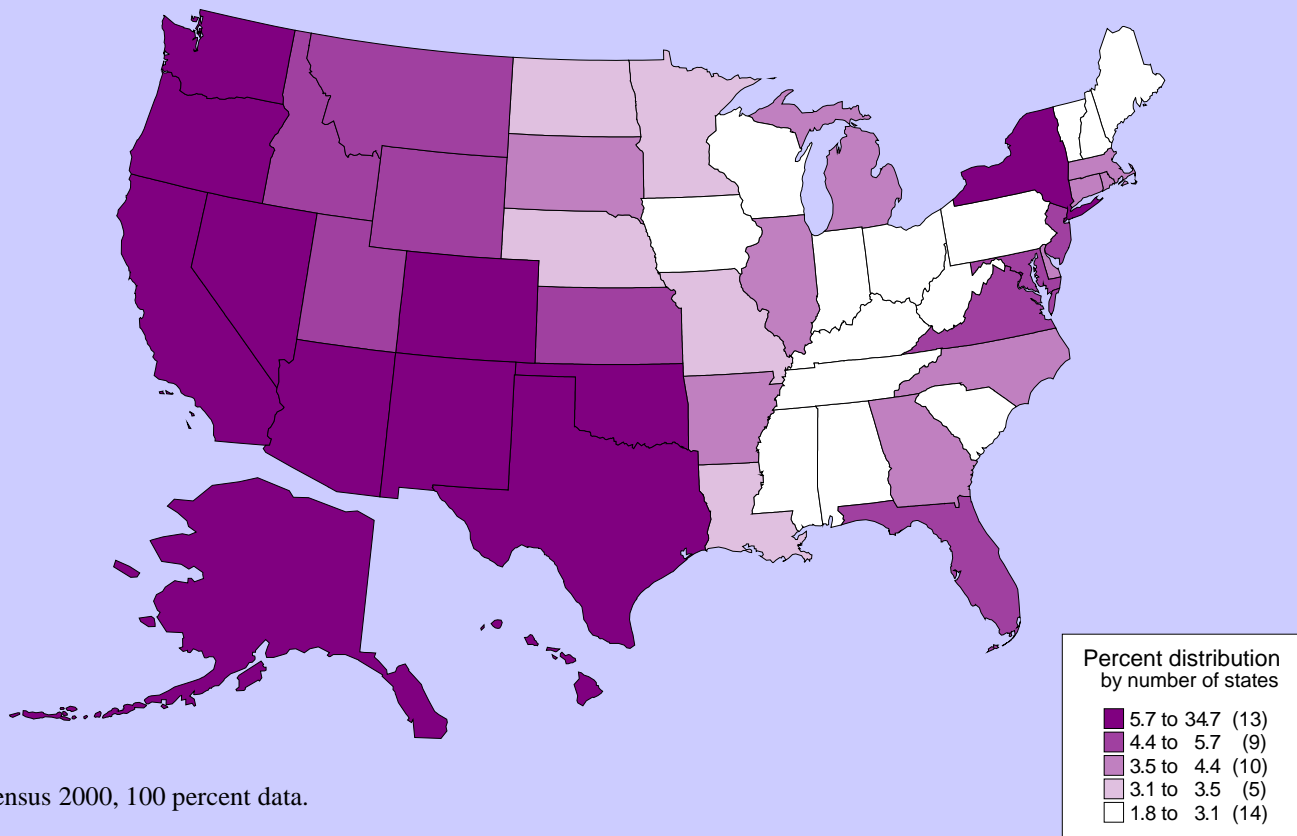 Percent distribution
by number of states
5.7 to 34.7 (13)
4.4 to 5.7 (9)
3.5 to 4.4 (10)
3.1 to 3.5 (5)
1.8 to 3.1 (14)
ensus 2000, 100 percent data.